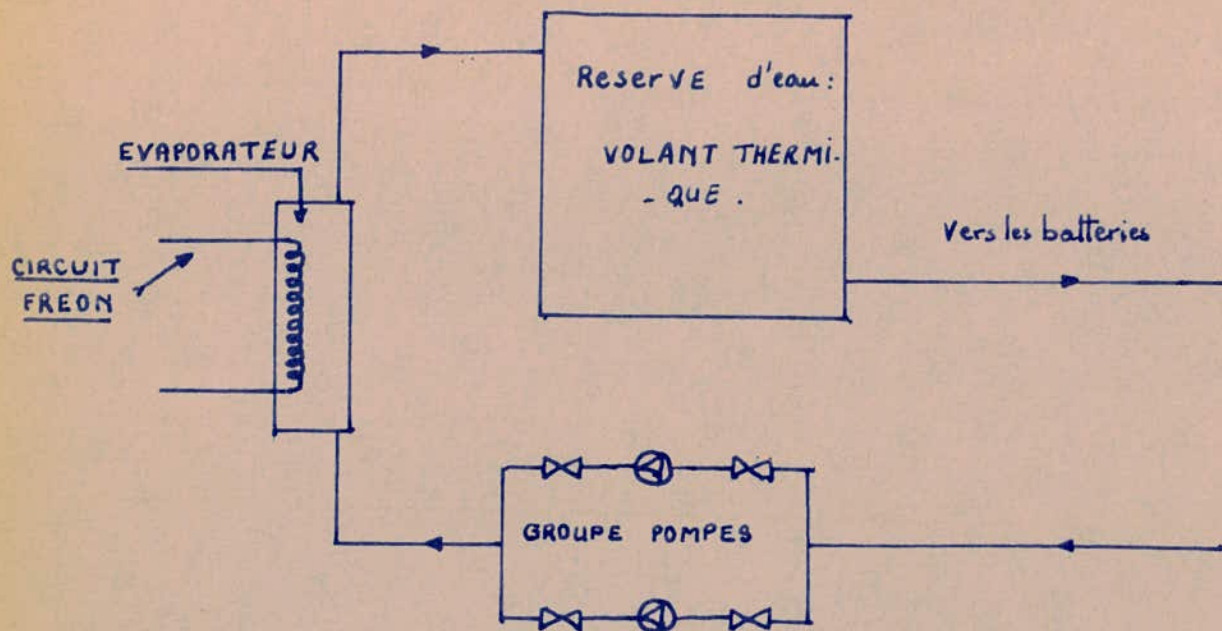 Reserve d'eau:
VOLANT THERMI-
- QUE.
EVAPORATEUR
Vers les batteries
CIRCUIT
FREON
GROUPE POMPES